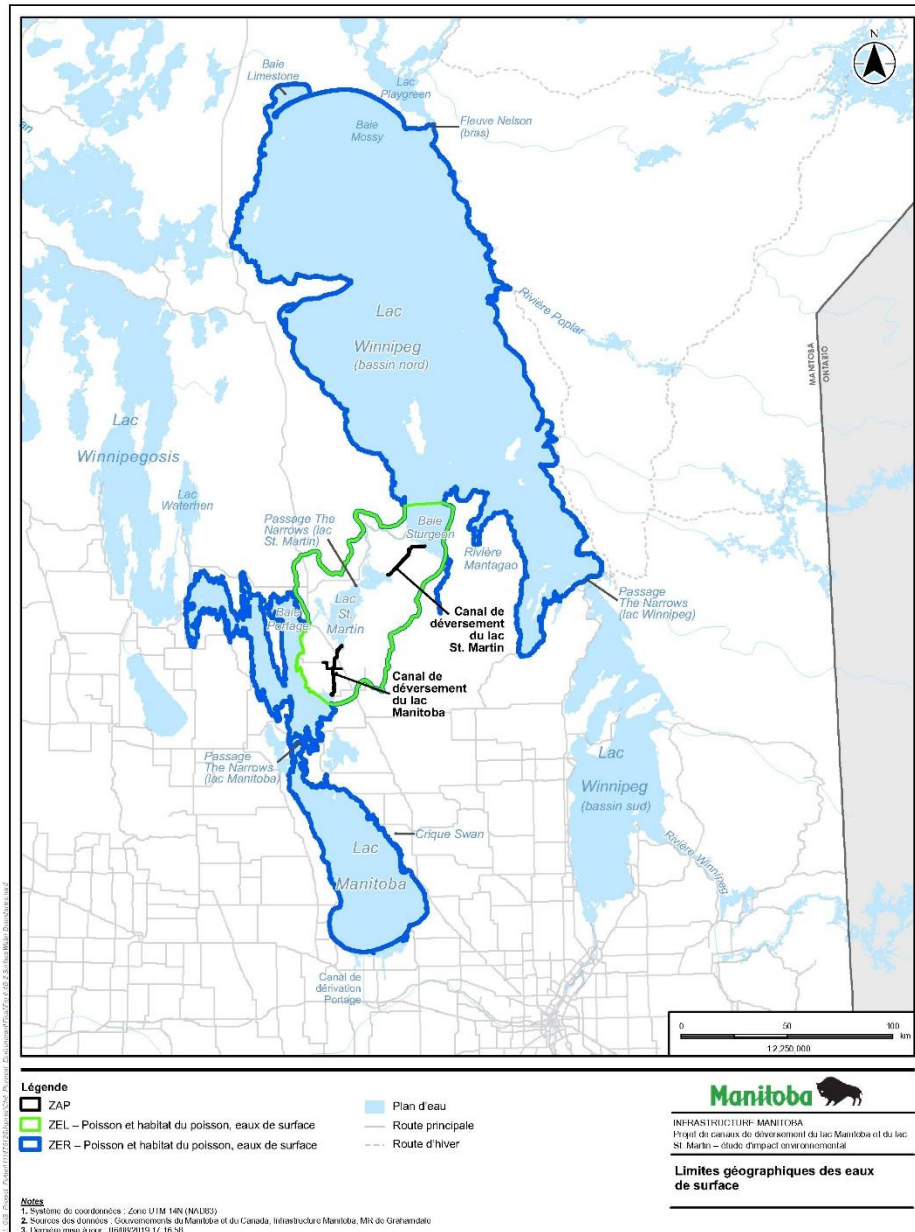 Baie
Limestone
Lac
Playgreen
Baie
Mossy
Fleuve Nelson
(bras)
Rivière Poplar
Lac
Winnipeg
(bassin nord)
MANITOBA
ONTARIO
Lac
Winnipegosis
Lac
Waterhen
Passage The
Narrows (lac
St. Martin)
Baie
Sturgeon
Rivière
Mantagao
Passage
The Narrows
(lac Winnipeg)
Canal de
déversement
du lac
St. Martin
Baie
Portage
Lac
St.
Martin
Canal de
déversement
du lac
Manitoba
Passage
The Narrows
(lac Manitoba)
Lac
Winnipeg
(bassin sud)
Crique Swan
Rivière Winnipeg
Lac
Manitoba
Canal de
dérivation
Portage
0 50 100
km
1:2,250,000
Légende
ZAP
ZEL – Poisson et habitat du poisson, eaux de surface
ZER – Poisson et habitat du poisson, eaux de surface
Plan d'eau
Route principale
Route d'hiver
Manitoba
INFRASTRUCTURE MANITOBA
Projet de canaux de déversement du lac Manitoba et du lac
St. Martin – étude d'impact environnemental
Limites géographiques des eaux
de surface
Notes
1. Système de coordonnées : Zone UTM 14N (NAD83)
2. Sources des données : Gouvernements du Manitoba et du Canada, Infrastructure Manitoba, MR de Grahamdale
3. Dernière mise à jour :